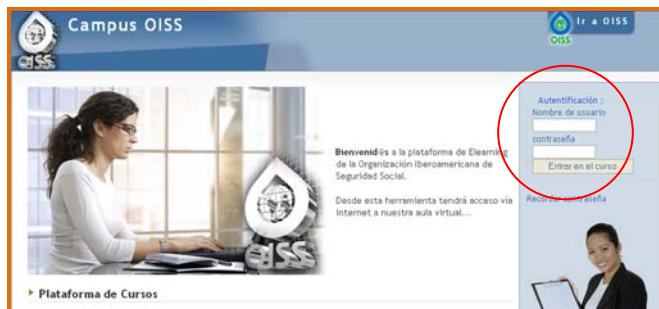 Campus OISS
Ir a OISS
OISS
OISS
Autentificación :
Nombre de usuario
contraseña
Entrar en el curso
Bienvenid@s a la plataforma de Elearning
de la Organización Iberoamericana de
Seguridad Social.
Desde esta herramienta tendrá acceso vía
Internet a nuestra aula virtual...
Recordar contraseña
OISS
Plataforma de Cursos